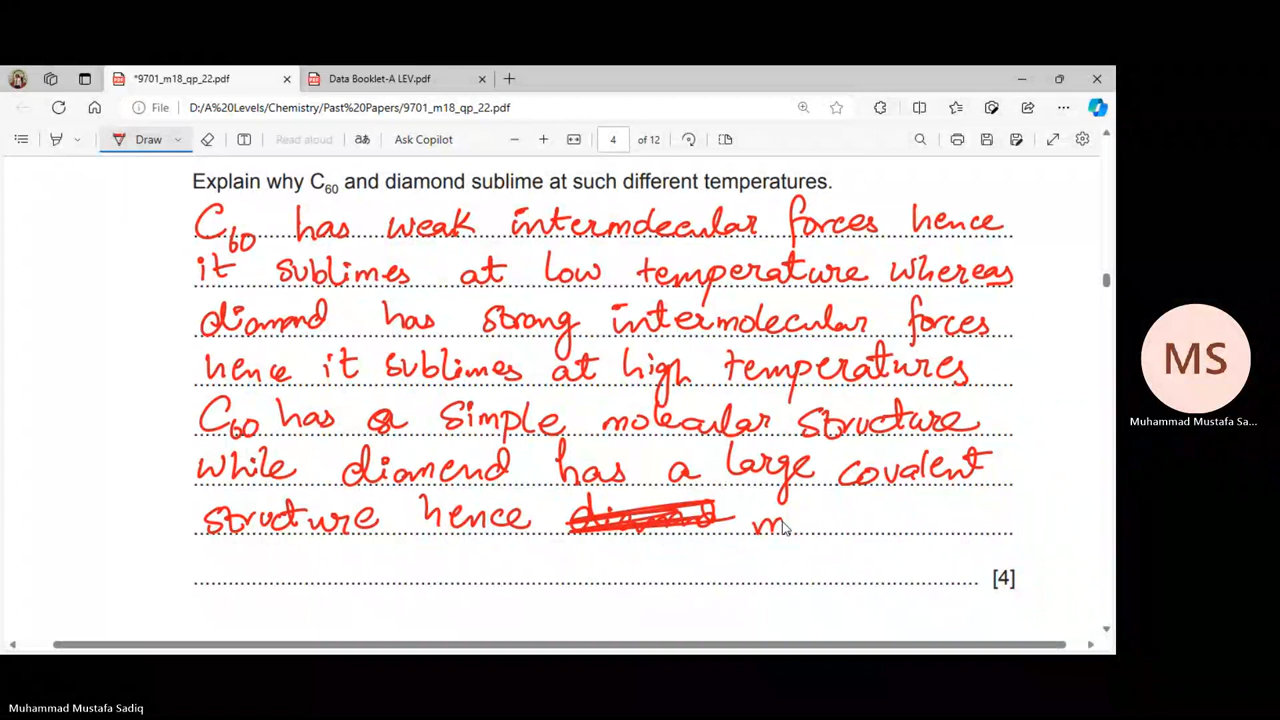 *9701_m18_qp_22.pdf
Data Booklet-A LEV.pdf
File
D:/A%20Levels/Chemistry/Past%20Papers/9701_m18_qp_22.pdf
Draw
Read aloud
aあ
Ask Copilot
4 of 12
Explain why C60 and diamond sublime at such different temperatures.
C60 has weak intermolecular forces hence
it sublimes at low temperature whereas
diamond has strong intermolecular forces
hence it sublimes at high temperatures
C60 has a simple molecular structure
while diamend has a large covalent
structure hence diamond m
[4]
MS
Muhammad Mustafa Sa...
Muhammad Mustafa Sadiq